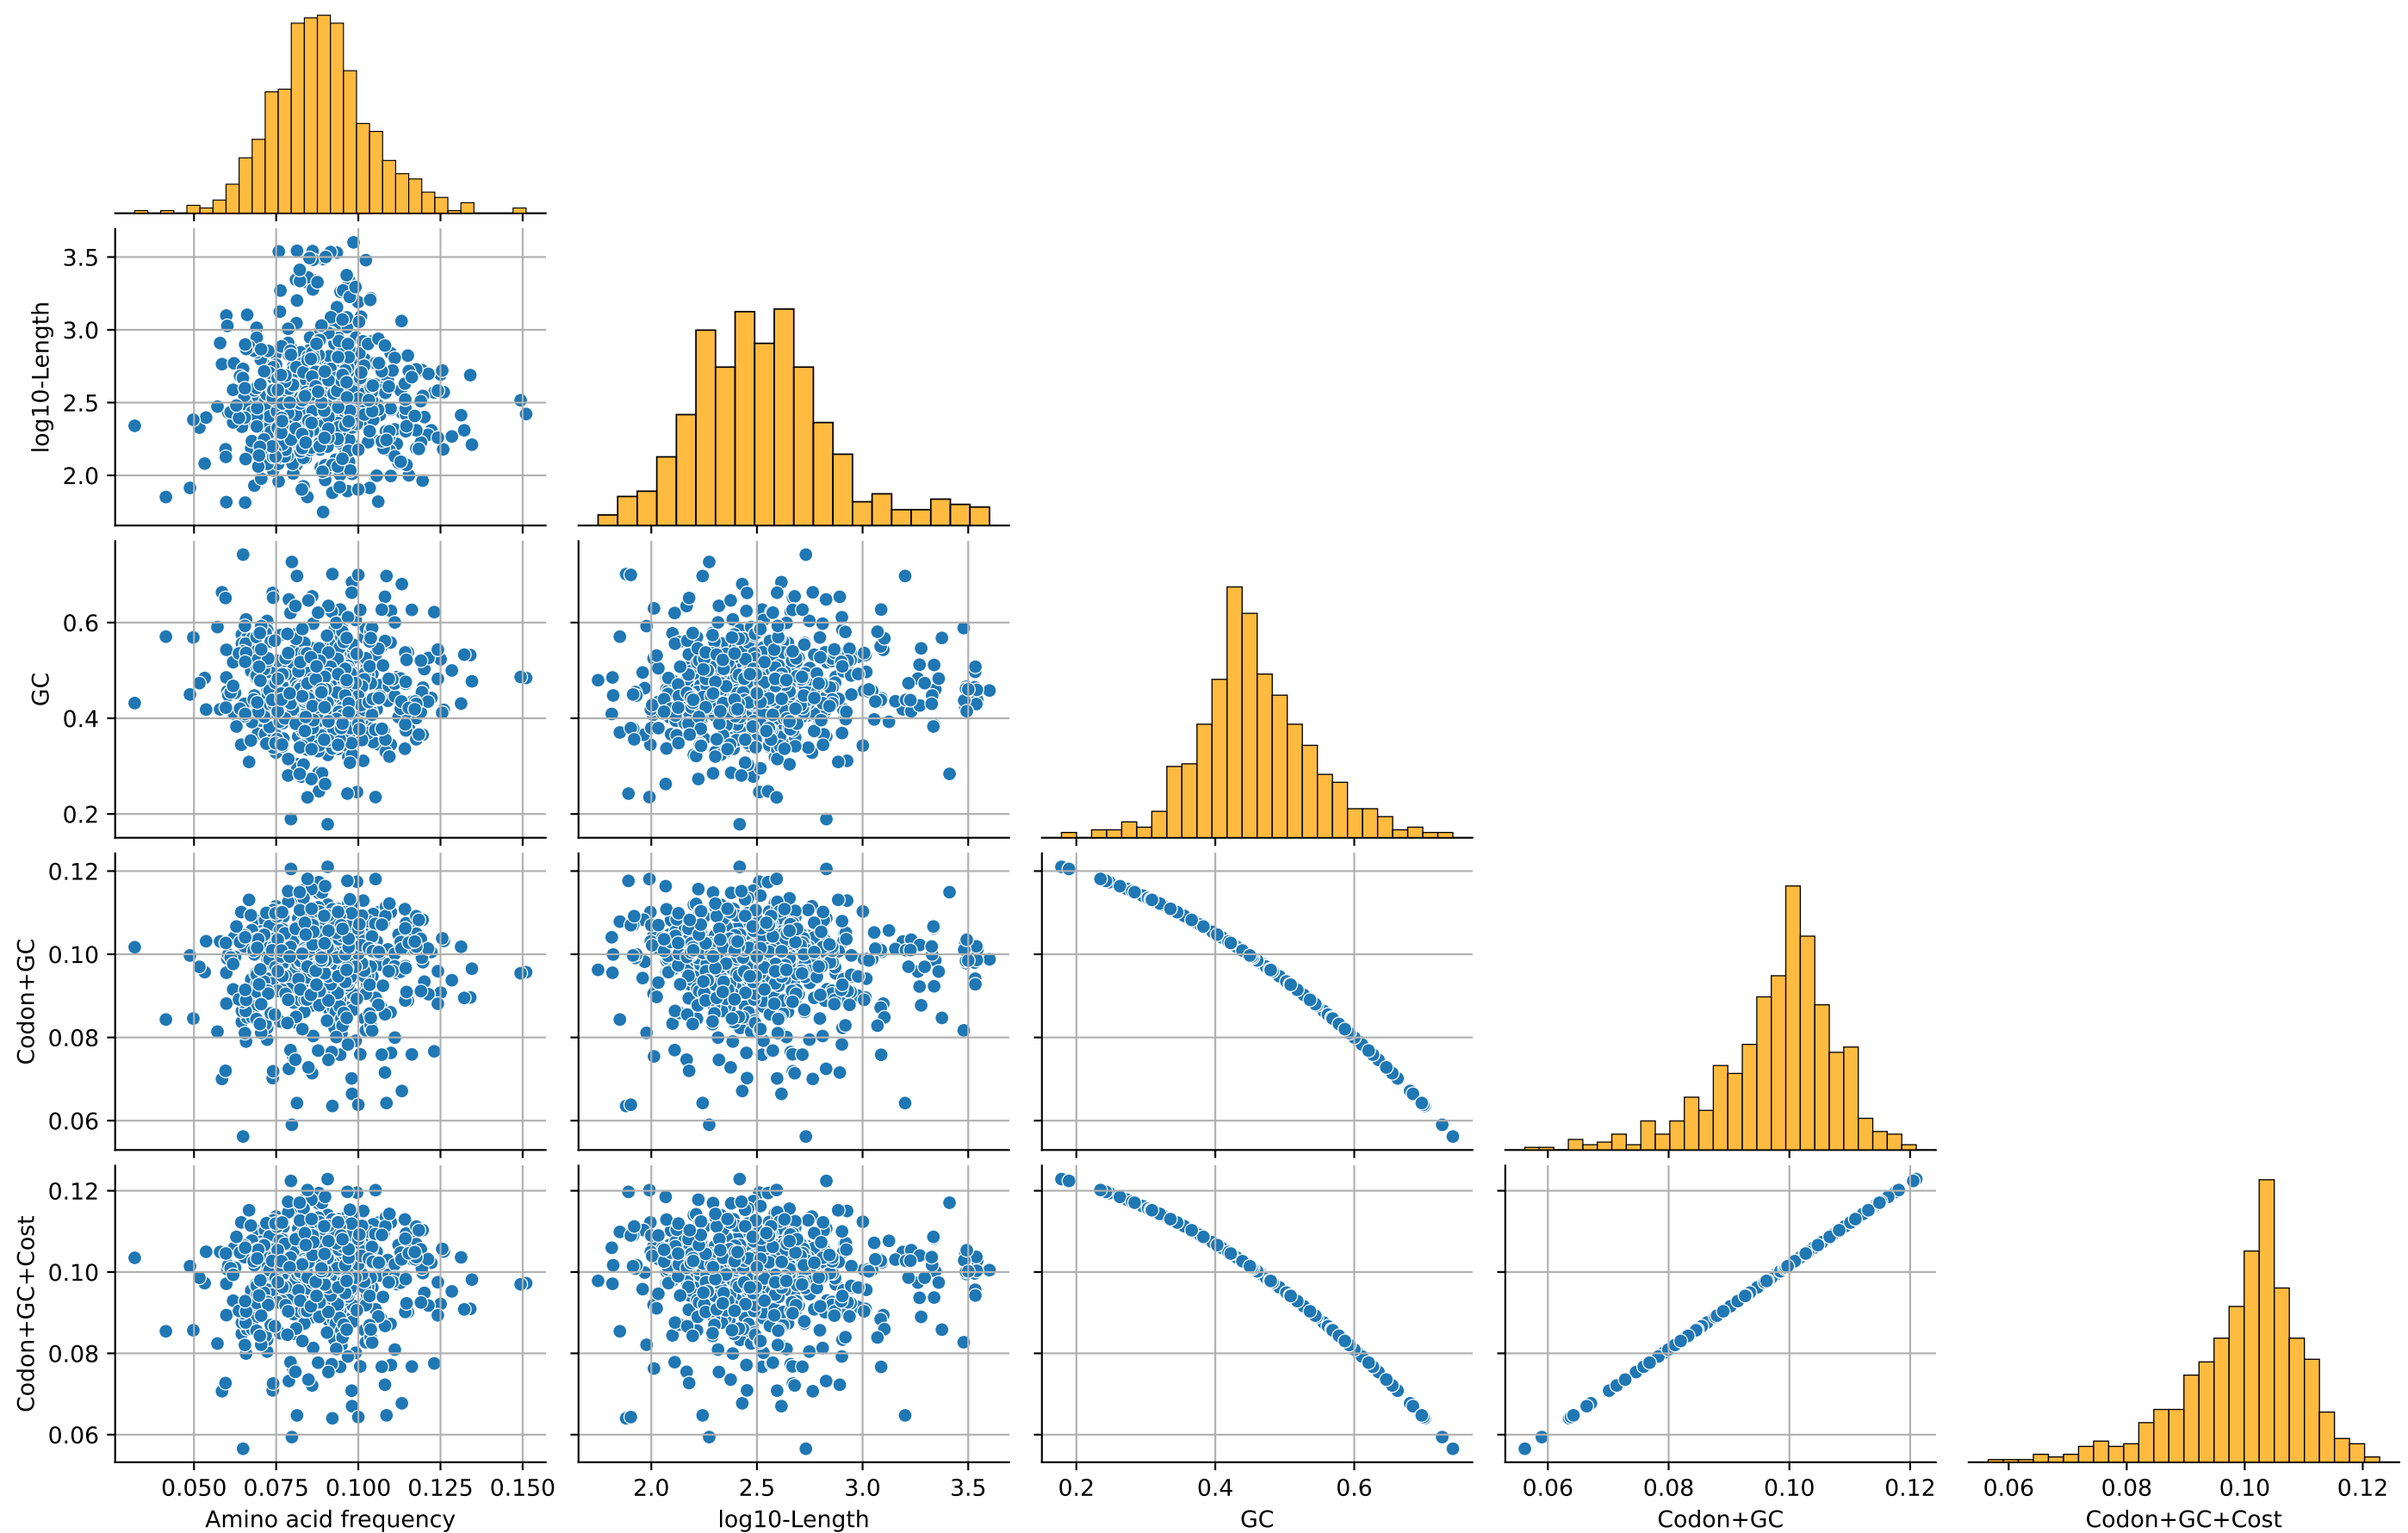 3.5
3.0
2.5
2.0
log10-Length
0.6
0.4
0.2
GC
0.12
0.10
0.08
0.06
Codon+GC
0.12
0.10
0.08
0.06
Codon+GC+Cost
0.050 0.075 0.100 0.125 0.150
Amino acid frequency
2.0 2.5 3.0 3.5
log10-Length
0.2 0.4 0.6
GC
0.06 0.08 0.10 0.12
Codon+GC
0.06 0.08 0.10 0.12
Codon+GC+Cost